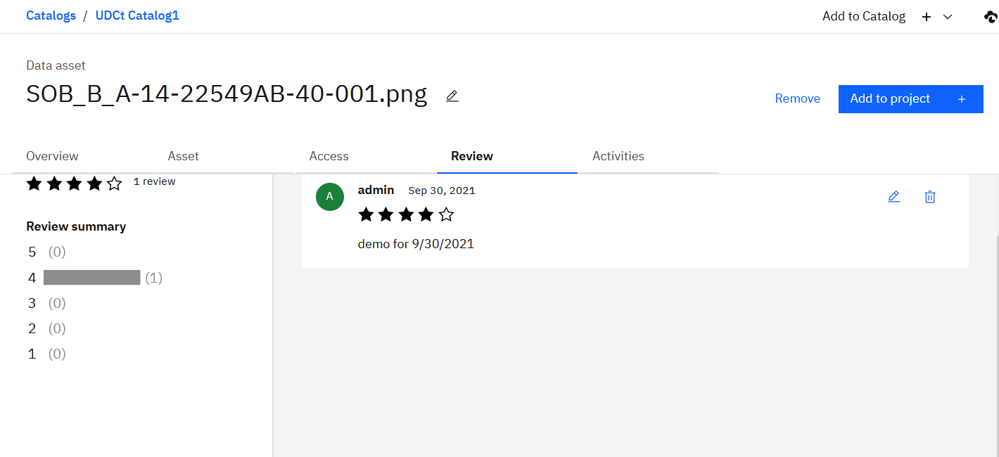 Catalogs / UDCt Catalog1
Add to Catalog +
Data asset
SOB_B_A-14-22549AB-40-001.png
Remove
Add to project +
Overview
Asset
Access
Review
Activities
1 review
Review summary
5 (0)
4 (1)
3 (0)
2 (0)
1 (0)
A
admin Sep 30, 2021
demo for 9/30/2021